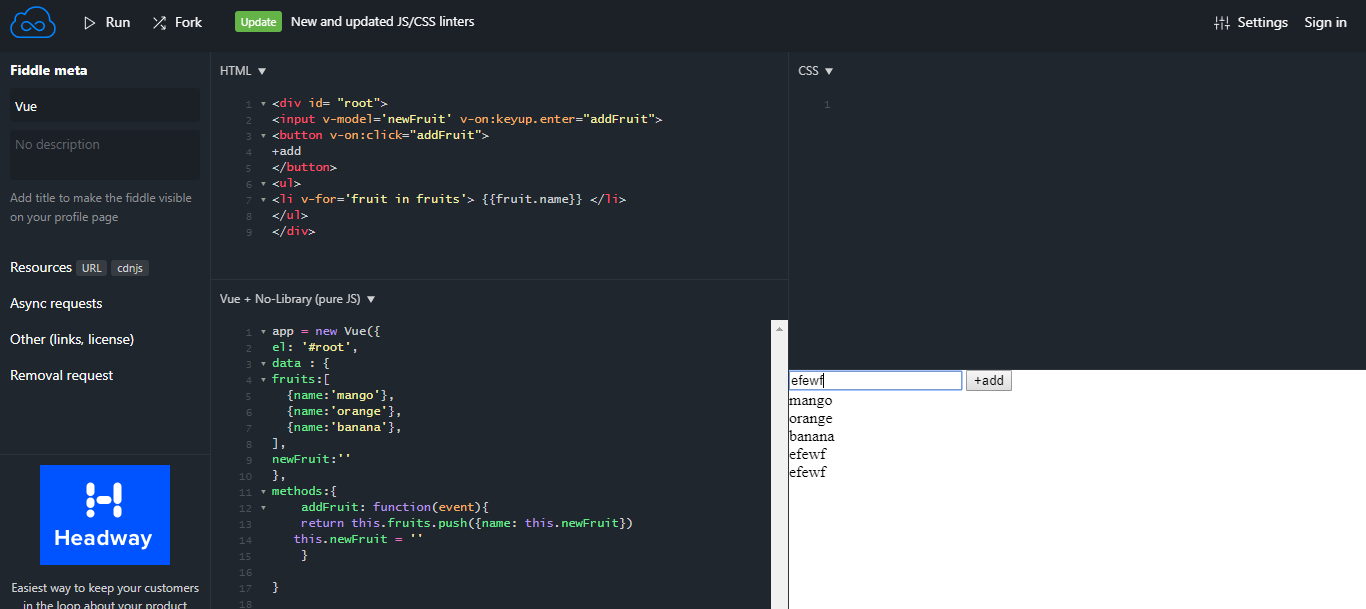 Run
Fork
Update
New and updated JS/CSS linters
Settings
Sign in
Fiddle meta
Vue
No description
Add title to make the fiddle visible
on your profile page
Resources URL cdnjs
Async requests
Other (links, license)
Removal request
Headway
Easiest way to keep your customers
in the loop about your product
HTML ▼
1 <div id= "root">
2 <input v-model='newFruit' v-on:keyup.enter="addFruit">
3 <button v-on:click="addFruit">
4 +add
5 </button>
6 <ul>
7 <li v-for='fruit in fruits'> {{fruit.name}} </li>
8 </ul>
9 </div>
Vue + No-Library (pure JS) ▼
1 app = new Vue({
2 el: '#root',
3 data : {
4 fruits:[
5 {name:'mango'},
6 {name:'orange'},
7 {name:'banana'},
8 ],
9 newFruit:''
10 },
11 methods:{
12 addFruit: function(event){
13 return this.fruits.push({name: this.newFruit})
14 this.newFruit = ''
15 }
16
17 }
18
CSS ▼
1
efewf +add
mango
orange
banana
efewf
efewf